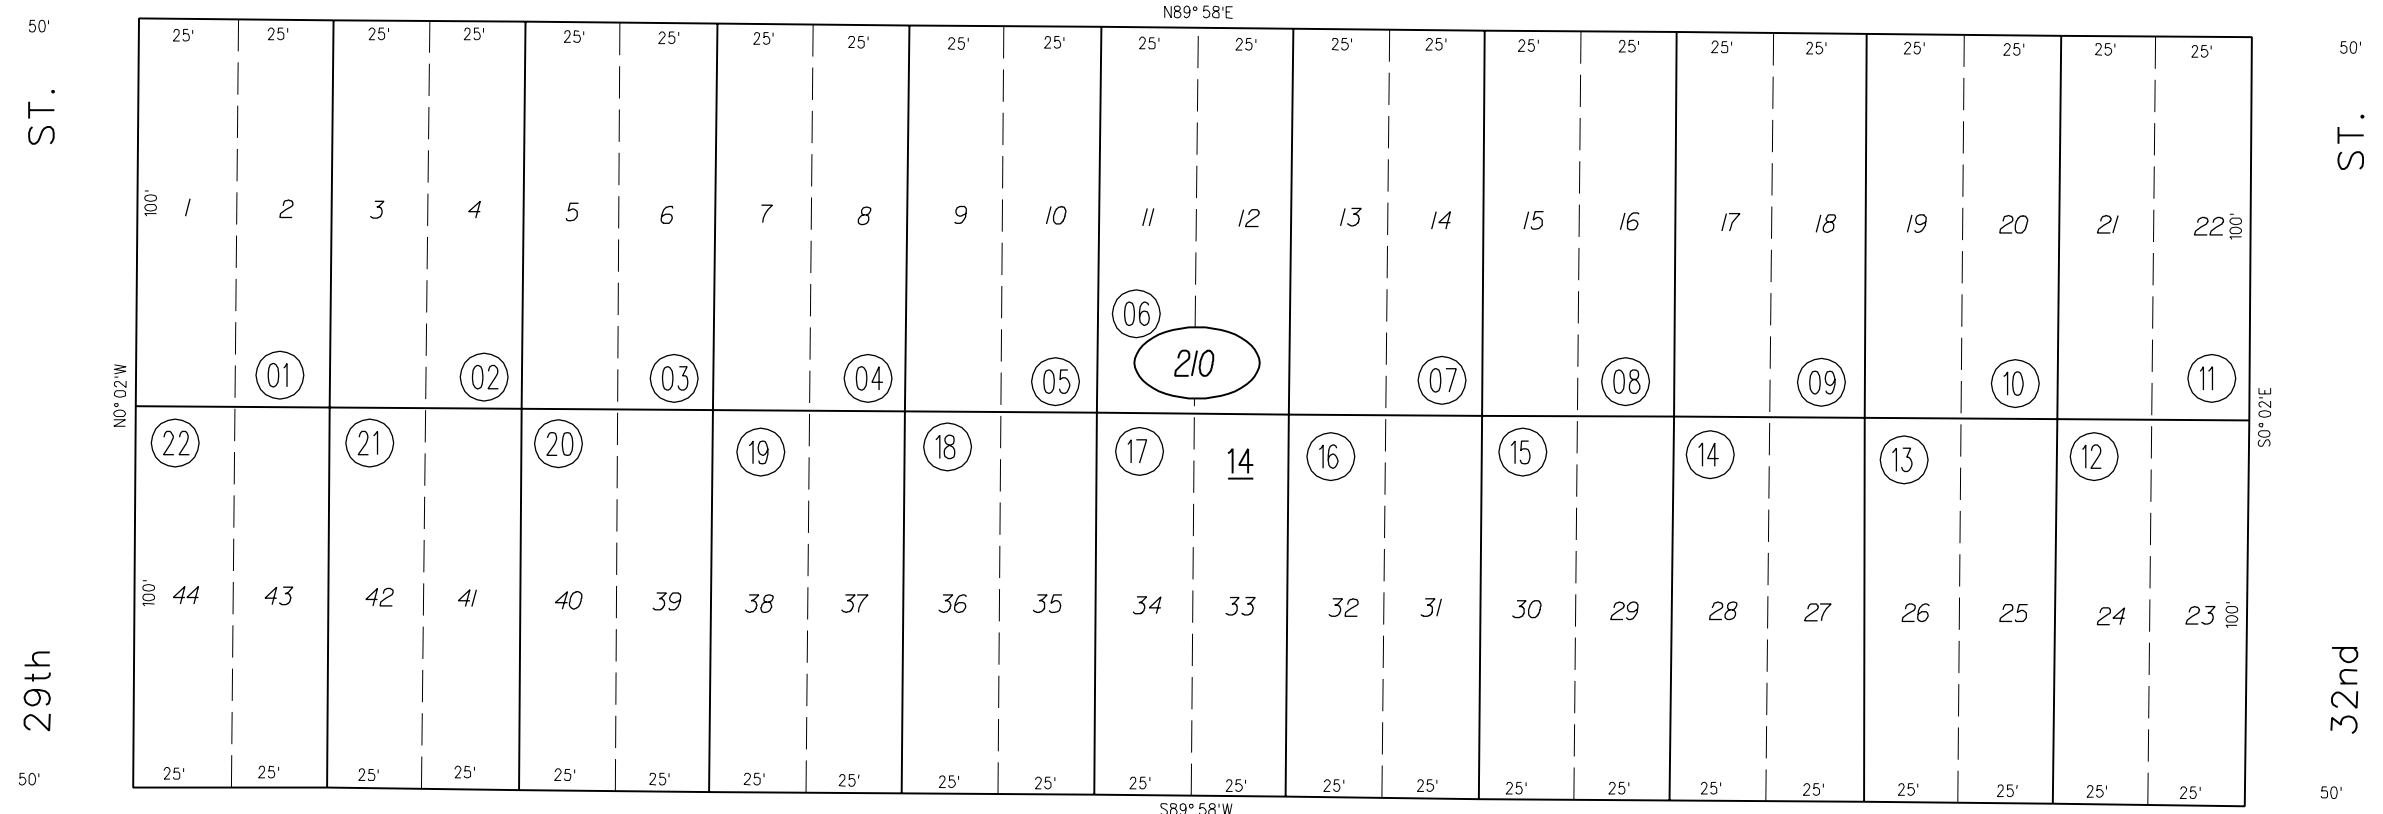 N89° 58'E
50' 25' 25' 25' 25' 25' 25' 25' 25' 25' 25' 25' 25' 25' 25' 25' 25' 25' 25' 25' 25' 25' 25' 50'
ST. ST.
100' 1 2 3 4 5 6 7 8 9 10 11 12 13 14 15 16 17 18 19 20 21 22 100'
06
210
01 02 03 04 05 07 08 09 10 11
N0° 02'W S0° 02'E
22 21 20 19 18 17 14 16 15 14 13 12
100' 44 43 42 41 40 39 38 37 36 35 34 33 32 31 30 29 28 27 26 25 24 23 100'
29th 32nd
50' 25' 25' 25' 25' 25' 25' 25' 25' 25' 25' 25' 25' 25' 25' 25' 25' 25' 25' 25' 25' 25' 25' 50'
S89° 58'W